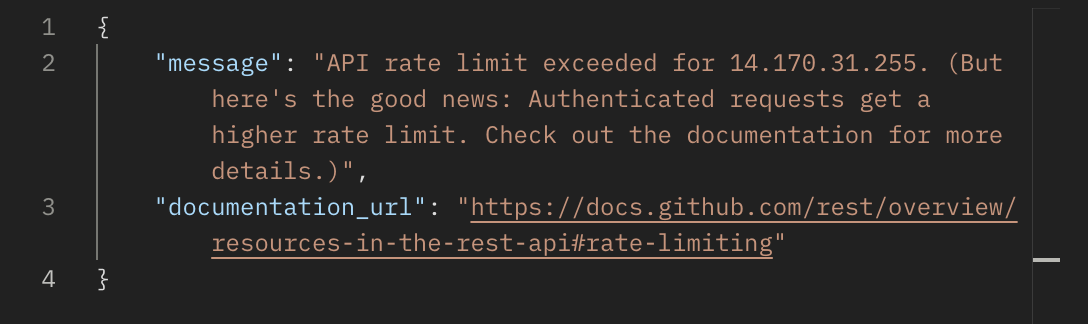 1 {
2 "message": "API rate limit exceeded for 14.170.31.255. (But
here's the good news: Authenticated requests get a
higher rate limit. Check out the documentation for more
details.)",
3 "documentation_url": "https://docs.github.com/rest/overview/
resources-in-the-rest-api#rate-limiting"
4 }